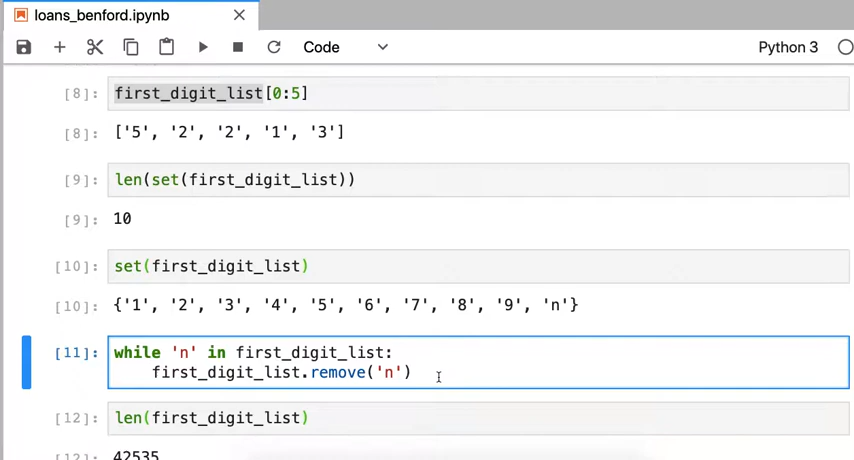 loans_benford.ipynb
Code
Python 3
[8]: first_digit_list[0:5]
[8]: ['5', '2', '2', '1', '3']
[9]: len(set(first_digit_list))
[9]: 10
[10]: set(first_digit_list)
[10]: {'1', '2', '3', '4', '5', '6', '7', '8', '9', 'n'}
[11]: while 'n' in first_digit_list:
first_digit_list.remove('n')
[12]: len(first_digit_list)
[12]: 42535